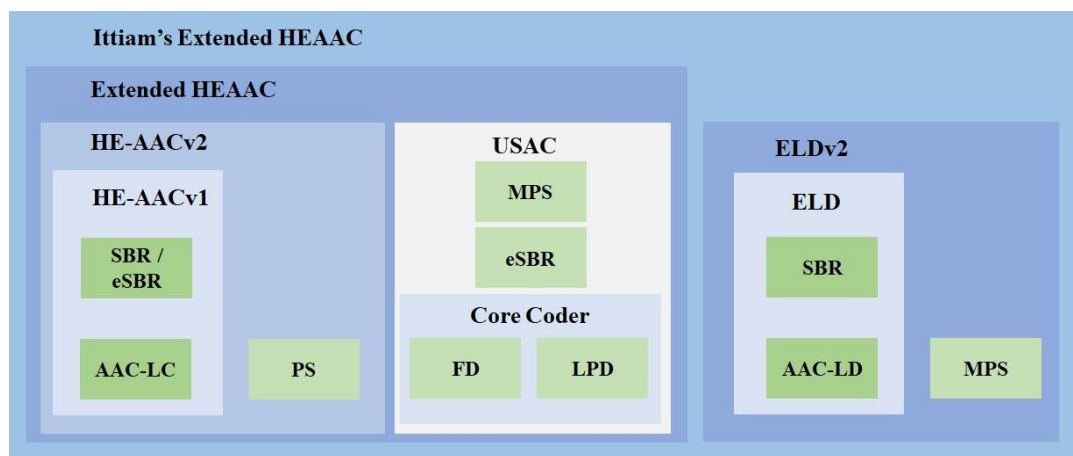 Ittiam's Extended HEAAC
Extended HEAAC
HE-AACv2
HE-AACv1
SBR /
eSBR
AAC-LC
PS
USAC
MPS
eSBR
Core Coder
FD
LPD
ELDv2
ELD
SBR
AAC-LD
MPS